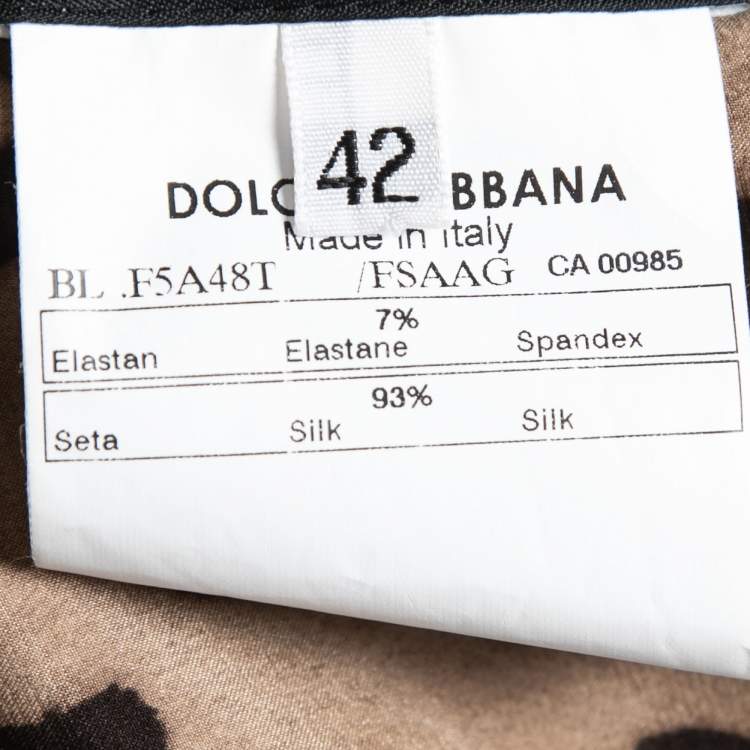 42
DOLC BBANA
Made in Italy
BL .F5A48T /FSAAG CA 00985
7%
Elastan Elastane Spandex
93%
Seta Silk Silk